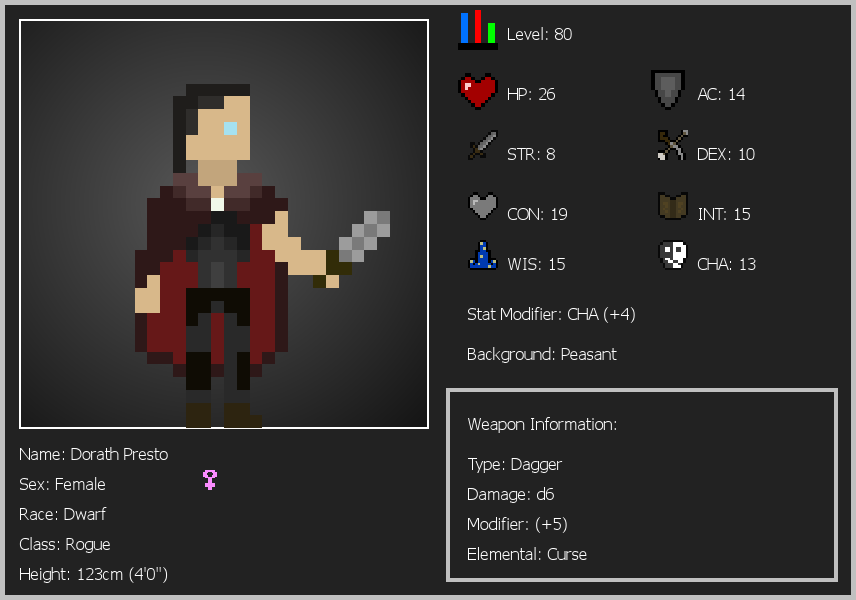 Level: 80
HP: 26
AC: 14
STR: 8
DEX: 10
CON: 19
INT: 15
WIS: 15
CHA: 13
Stat Modifier: CHA (+4)
Background: Peasant
Weapon Information:
Type: Dagger
Damage: d6
Modifier: (+5)
Elemental: Curse
Name: Dorath Presto
Sex: Female
Race: Dwarf
Class: Rogue
Height: 123cm (4'0")